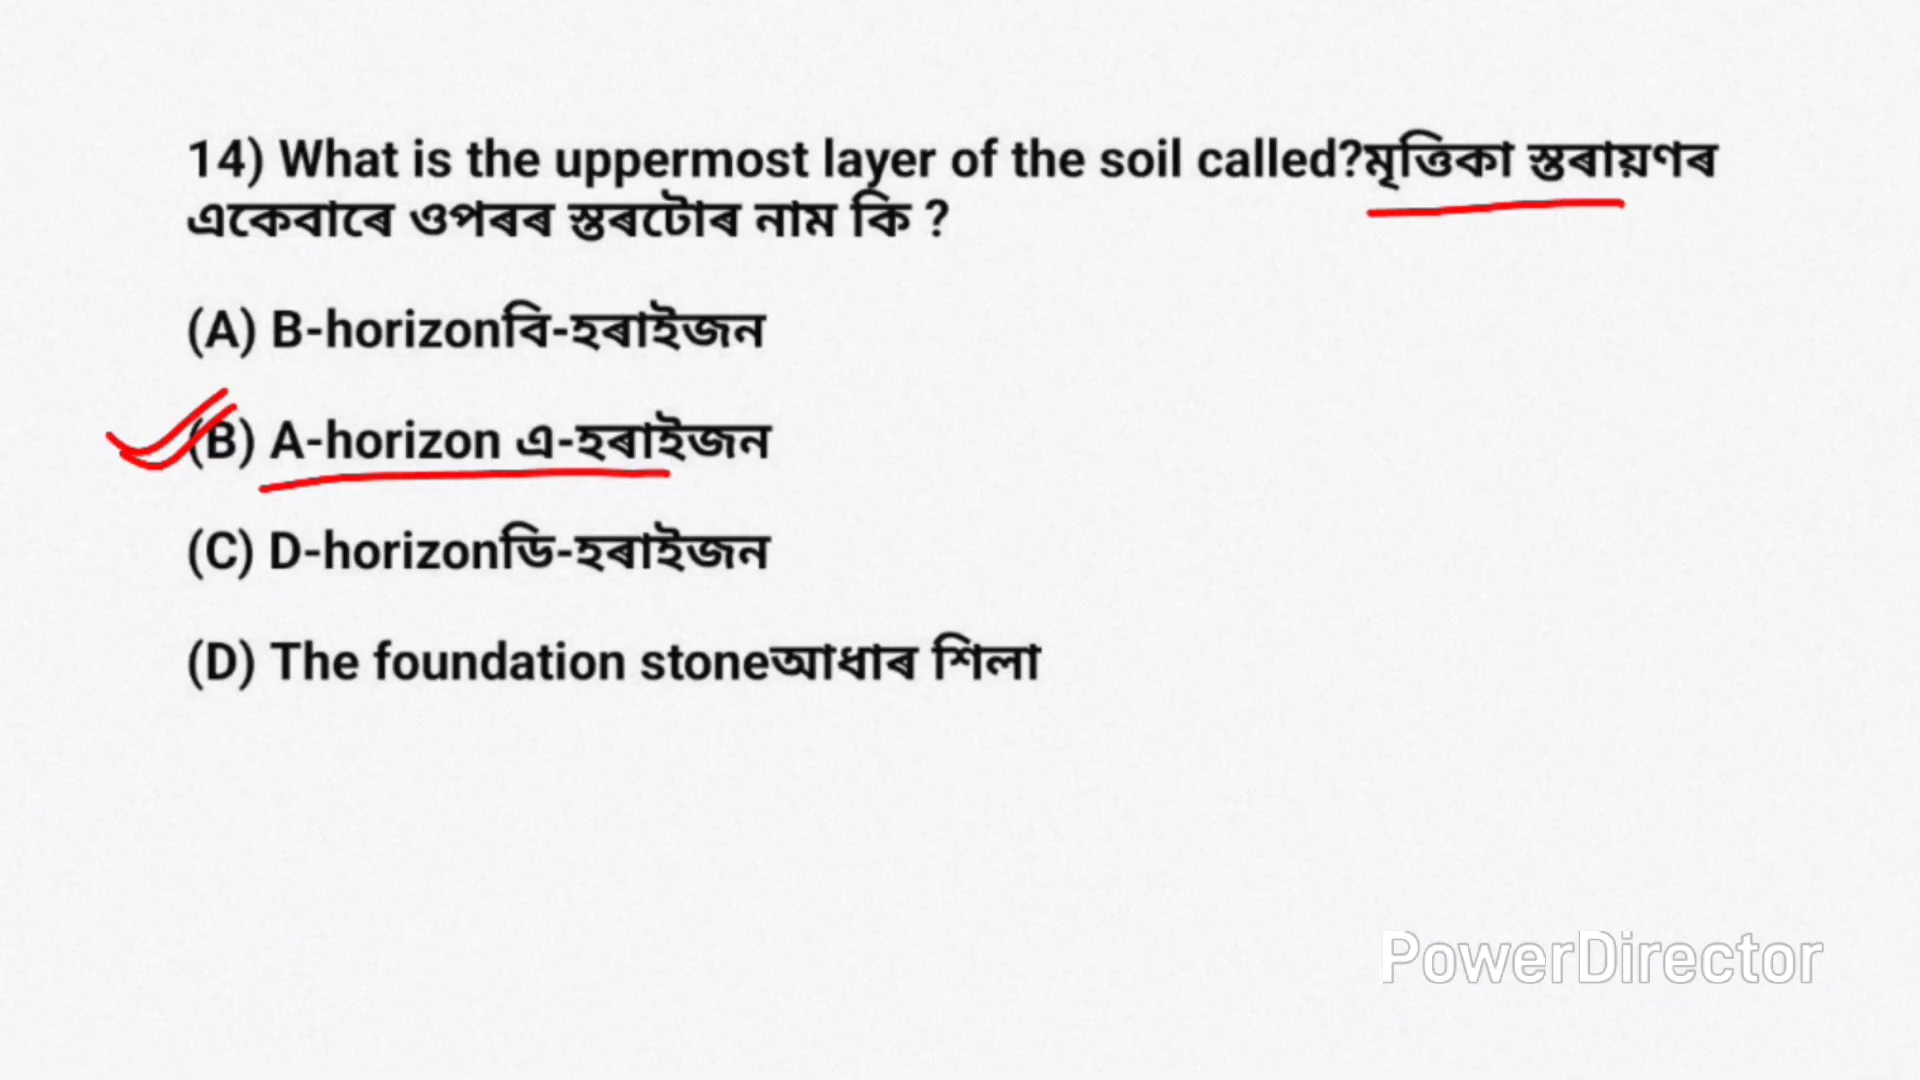 14) What is the uppermost layer of the soil called?মৃত্তিকা স্তৰায়ণৰ
একেবাৰে ওপৰৰ স্তৰটোৰ নাম কি ?
(A) B-horizonবি-হৰাইজন
(B) A-horizon এ-হৰাইজন
(C) D-horizonডি-হৰাইজন
(D) The foundation stoneআধাৰ শিলা
PowerDirector